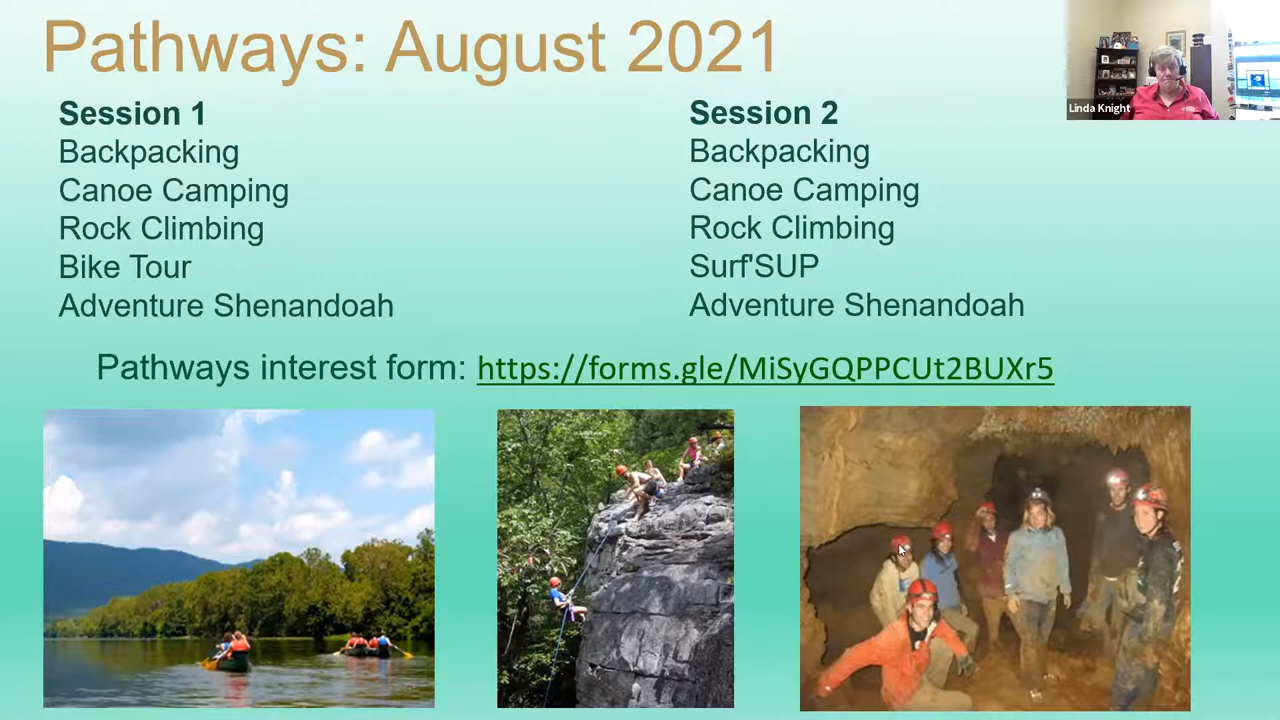 Pathways: August 2021
Linda Knight
Session 1
Backpacking
Canoe Camping
Rock Climbing
Bike Tour
Adventure Shenandoah
Session 2
Backpacking
Canoe Camping
Rock Climbing
Surf'SUP
Adventure Shenandoah
Pathways interest form: https://forms.gle/MiSyGQPPCUt2BUXr5